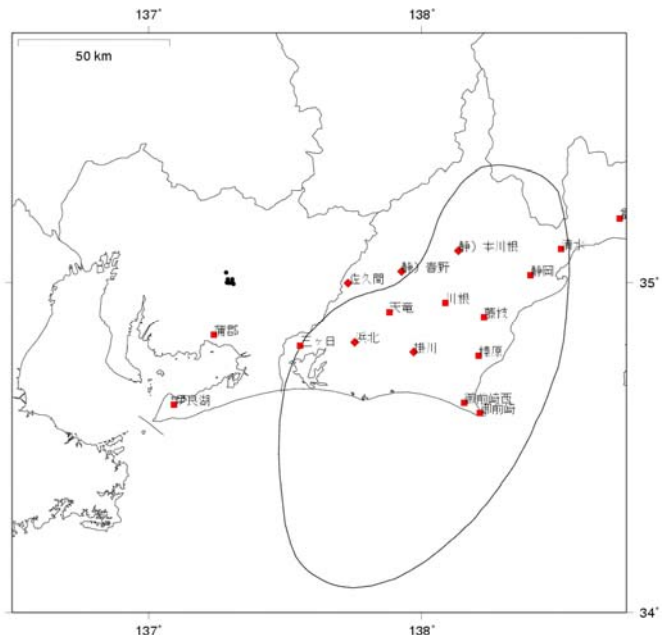 137°
138°
50 km
静) 本川根
清水
静) 春野
静岡
35°
35°
佐久間
川根
天竜
藤枝
蒲郡
三ヶ日
浜北
掛川
榛原
伊良湖
御前崎西
御前崎
34°
137°
138°